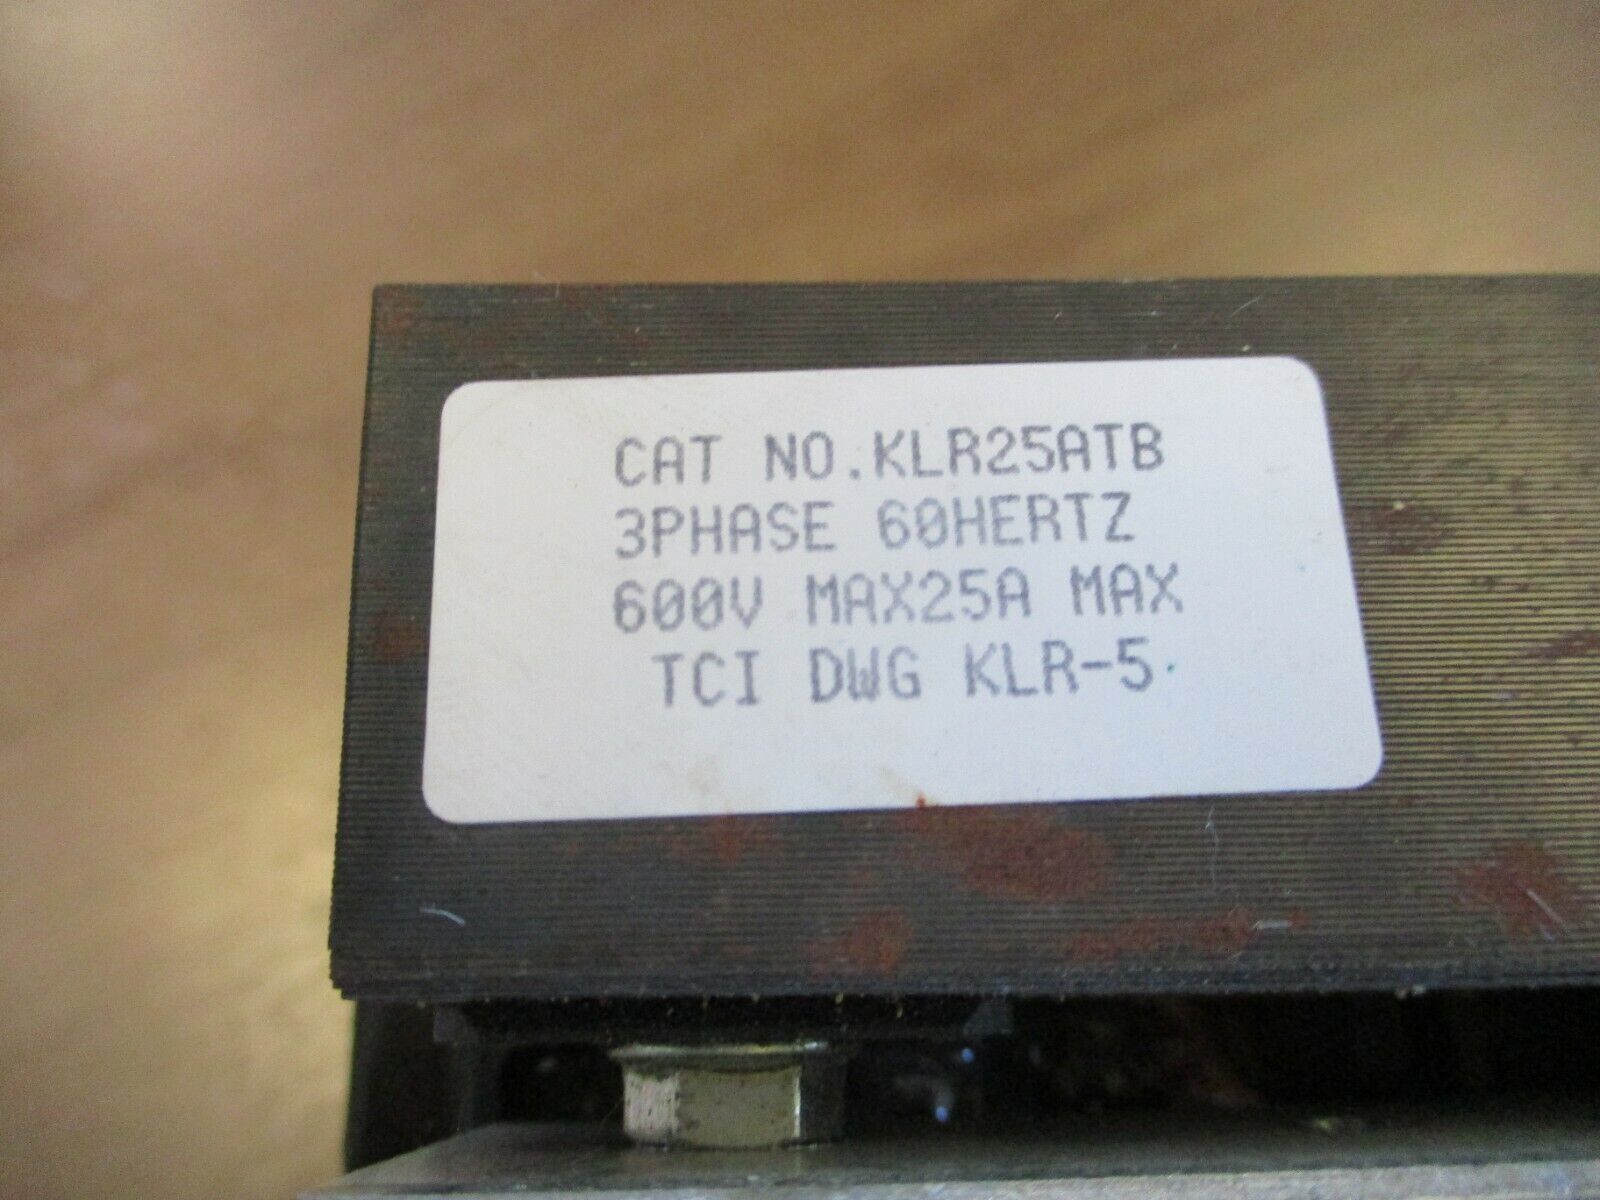 CAT NO.KLR25ATB
3PHASE 60HERTZ
600V MAX25A MAX
TCI DWG KLR-5